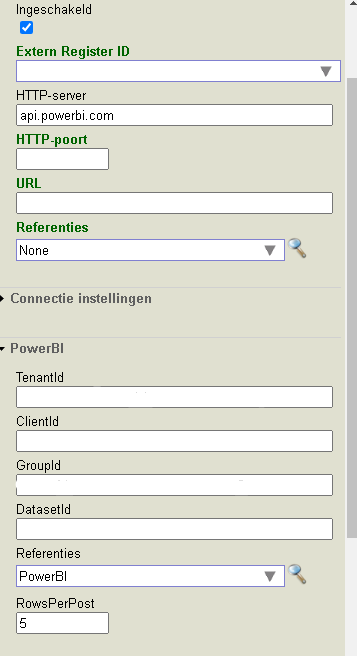 Ingeschakeld
Extern Register ID
HTTP-server
api.powerbi.com
HTTP-poort
URL
Referenties
None
Connectie instellingen
PowerBI
TenantId
ClientId
GroupId
DatasetId
Referenties
PowerBI
RowsPerPost
5